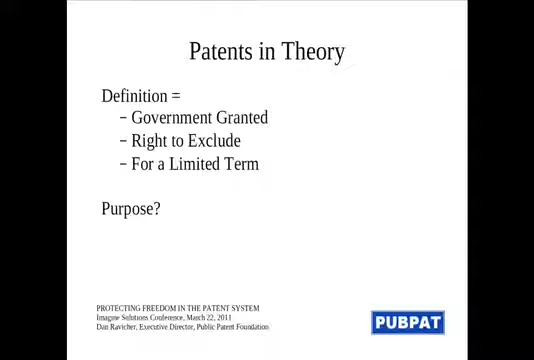 Patents in Theory
Definition =
– Government Granted
– Right to Exclude
– For a Limited Term
Purpose?
PROTECTING FREEDOM IN THE PATENT SYSTEM
Imagine Solutions Conference, March 22, 2011
Dan Ravicher, Executive Director, Public Patent Foundation
PUBPAT